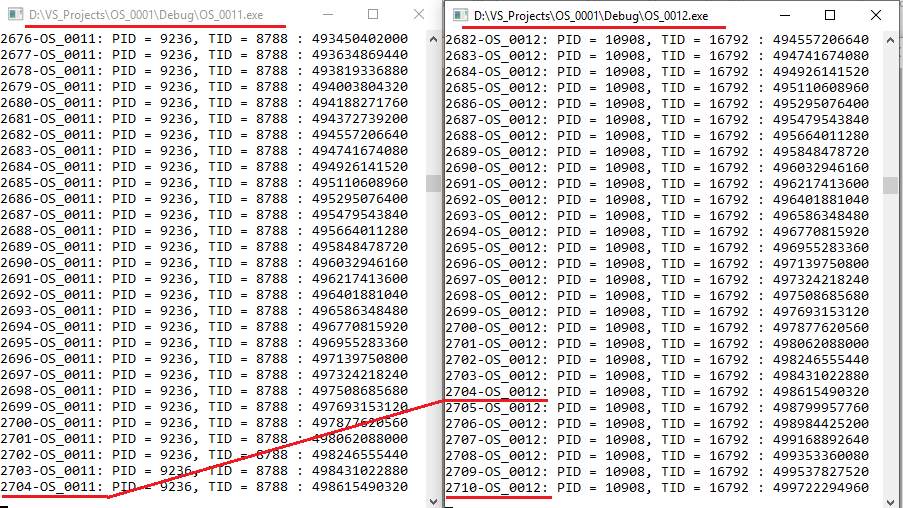 D:\VS_Projects\OS_0001\Debug\OS_0011.exe
2676-OS_0011: PID = 9236, TID = 8788 : 493450402000
2677-OS_0011: PID = 9236, TID = 8788 : 493634869440
2678-OS_0011: PID = 9236, TID = 8788 : 493819336880
2679-OS_0011: PID = 9236, TID = 8788 : 494003804320
2680-OS_0011: PID = 9236, TID = 8788 : 494188271760
2681-OS_0011: PID = 9236, TID = 8788 : 494372739200
2682-OS_0011: PID = 9236, TID = 8788 : 494557206640
2683-OS_0011: PID = 9236, TID = 8788 : 494741674080
2684-OS_0011: PID = 9236, TID = 8788 : 494926141520
2685-OS_0011: PID = 9236, TID = 8788 : 495110608960
2686-OS_0011: PID = 9236, TID = 8788 : 495295076400
2687-OS_0011: PID = 9236, TID = 8788 : 495479543840
2688-OS_0011: PID = 9236, TID = 8788 : 495664011280
2689-OS_0011: PID = 9236, TID = 8788 : 495848478720
2690-OS_0011: PID = 9236, TID = 8788 : 496032946160
2691-OS_0011: PID = 9236, TID = 8788 : 496217413600
2692-OS_0011: PID = 9236, TID = 8788 : 496401881040
2693-OS_0011: PID = 9236, TID = 8788 : 496586348480
2694-OS_0011: PID = 9236, TID = 8788 : 496770815920
2695-OS_0011: PID = 9236, TID = 8788 : 496955283360
2696-OS_0011: PID = 9236, TID = 8788 : 497139750800
2697-OS_0011: PID = 9236, TID = 8788 : 497324218240
2698-OS_0011: PID = 9236, TID = 8788 : 497508685680
2699-OS_0011: PID = 9236, TID = 8788 : 497693153120
2700-OS_0011: PID = 9236, TID = 8788 : 497877620560
2701-OS_0011: PID = 9236, TID = 8788 : 498062088000
2702-OS_0011: PID = 9236, TID = 8788 : 498246555440
2703-OS_0011: PID = 9236, TID = 8788 : 498431022880
2704-OS_0011: PID = 9236, TID = 8788 : 498615490320
D:\VS_Projects\OS_0001\Debug\OS_0012.exe
2682-OS_0012: PID = 10908, TID = 16792 : 494557206640
2683-OS_0012: PID = 10908, TID = 16792 : 494741674080
2684-OS_0012: PID = 10908, TID = 16792 : 494926141520
2685-OS_0012: PID = 10908, TID = 16792 : 495110608960
2686-OS_0012: PID = 10908, TID = 16792 : 495295076400
2687-OS_0012: PID = 10908, TID = 16792 : 495479543840
2688-OS_0012: PID = 10908, TID = 16792 : 495664011280
2689-OS_0012: PID = 10908, TID = 16792 : 495848478720
2690-OS_0012: PID = 10908, TID = 16792 : 496032946160
2691-OS_0012: PID = 10908, TID = 16792 : 496217413600
2692-OS_0012: PID = 10908, TID = 16792 : 496401881040
2693-OS_0012: PID = 10908, TID = 16792 : 496586348480
2694-OS_0012: PID = 10908, TID = 16792 : 496770815920
2695-OS_0012: PID = 10908, TID = 16792 : 496955283360
2696-OS_0012: PID = 10908, TID = 16792 : 497139750800
2697-OS_0012: PID = 10908, TID = 16792 : 497324218240
2698-OS_0012: PID = 10908, TID = 16792 : 497508685680
2699-OS_0012: PID = 10908, TID = 16792 : 497693153120
2700-OS_0012: PID = 10908, TID = 16792 : 497877620560
2701-OS_0012: PID = 10908, TID = 16792 : 498062088000
2702-OS_0012: PID = 10908, TID = 16792 : 498246555440
2703-OS_0012: PID = 10908, TID = 16792 : 498431022880
2704-OS_0012: PID = 10908, TID = 16792 : 498615490320
2705-OS_0012: PID = 10908, TID = 16792 : 498799957760
2706-OS_0012: PID = 10908, TID = 16792 : 498984425200
2707-OS_0012: PID = 10908, TID = 16792 : 499168892640
2708-OS_0012: PID = 10908, TID = 16792 : 499353360080
2709-OS_0012: PID = 10908, TID = 16792 : 499537827520
2710-OS_0012: PID = 10908, TID = 16792 : 499722294960